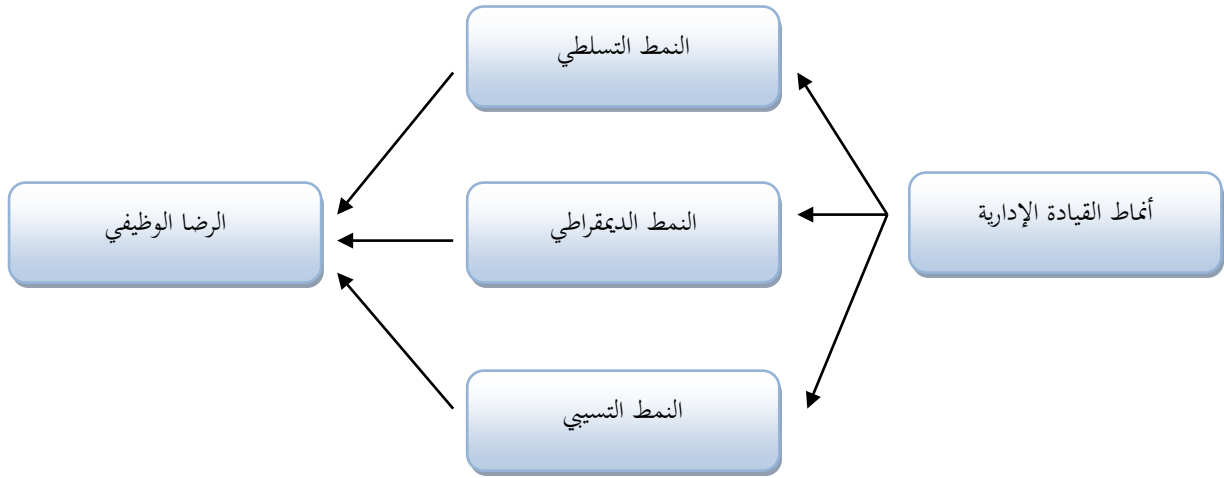 النمط التسلطي
أنماط القيادة الإدارية
النمط الديمقراطي
الرضا الوظيفي
النمط التسيبي